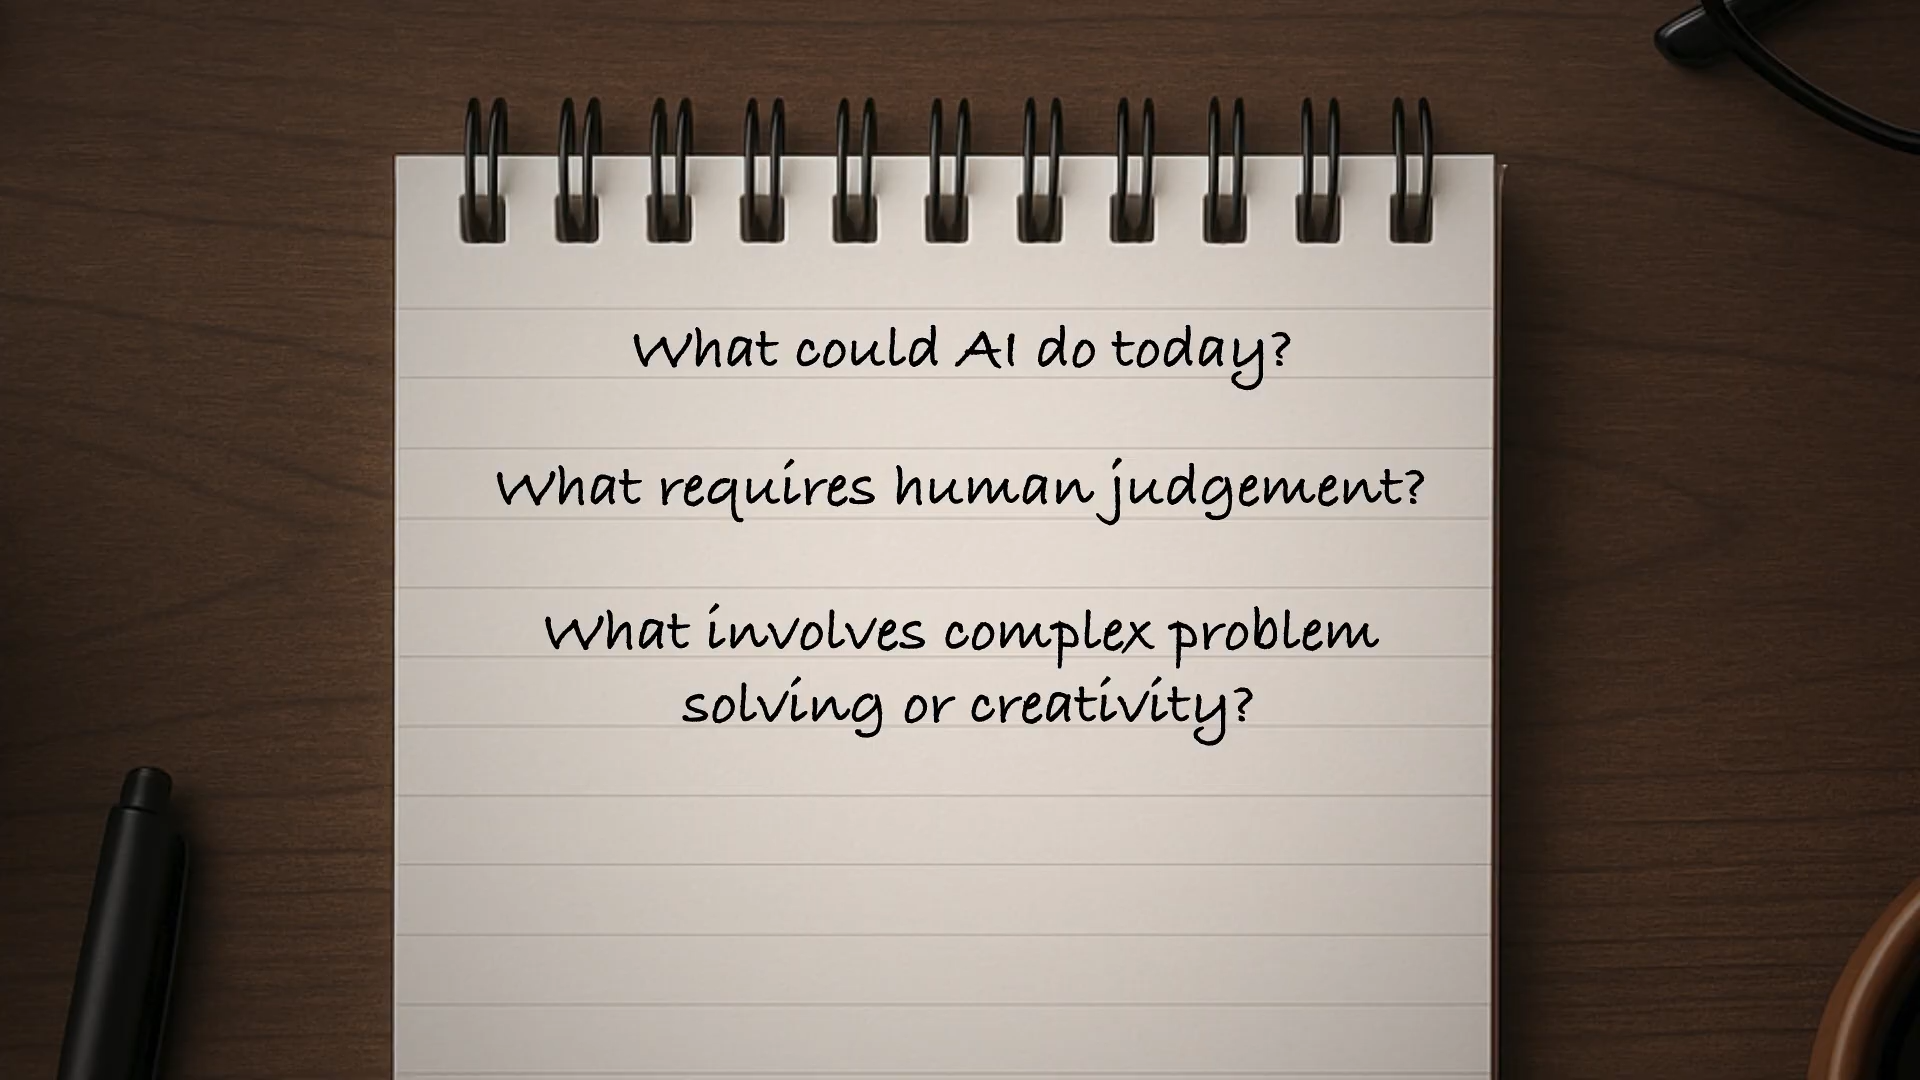 What could AI do today?
What requires human judgement?
What involves complex problem
solving or creativity?